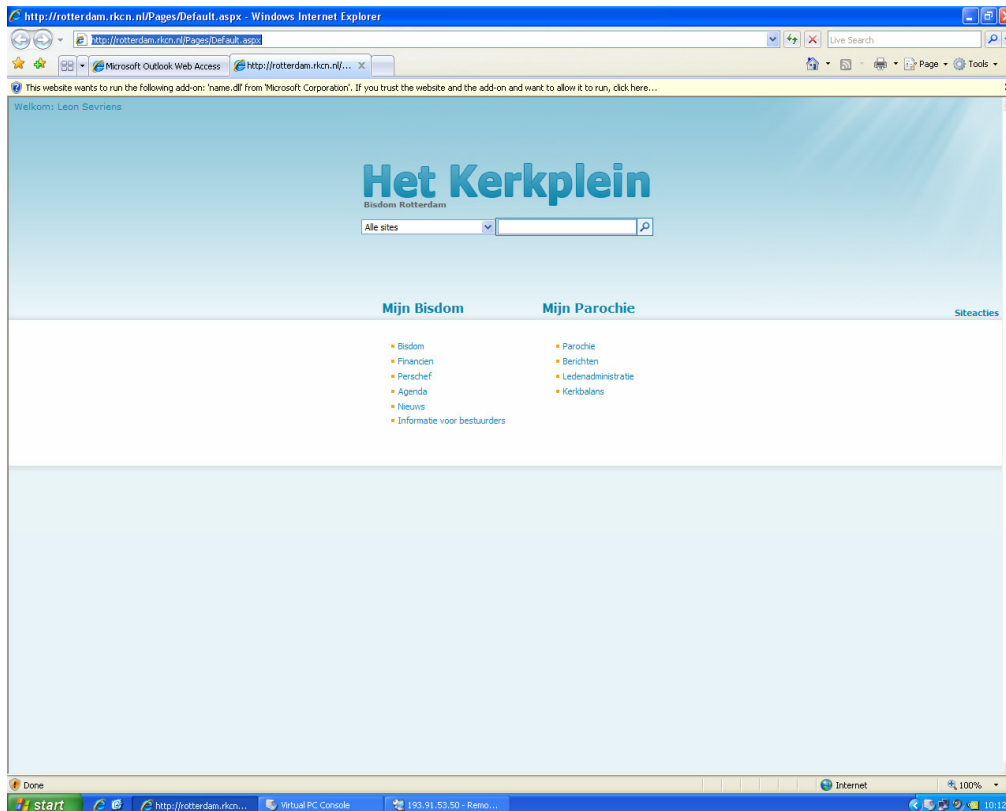 http://rotterdam.rkcn.nl/Pages/Default.aspx - Windows Internet Explorer
http://rotterdam.rkcn.nl/Pages/Default.aspx
Live Search
Microsoft Outlook Web Access
http://rotterdam.rkcn.nl/...
Page
Tools
This website wants to run the following add-on: 'name.dll' from 'Microsoft Corporation'. If you trust the website and the add-on and want to allow it to run, click here...
Welkom: Leon Sevriens
Het Kerkplein
Bisdom Rotterdam
Alle sites
Mijn Bisdom
Mijn Parochie
Siteacties
Bisdom
Financien
Perschef
Agenda
Nieuws
Informatie voor bestuurders
Parochie
Berichten
Ledenadministratie
Kerkbalans
Done
Internet
100%
start
http://rotterdam.rkcn...
Virtual PC Console
193.91.53.50 - Remo...